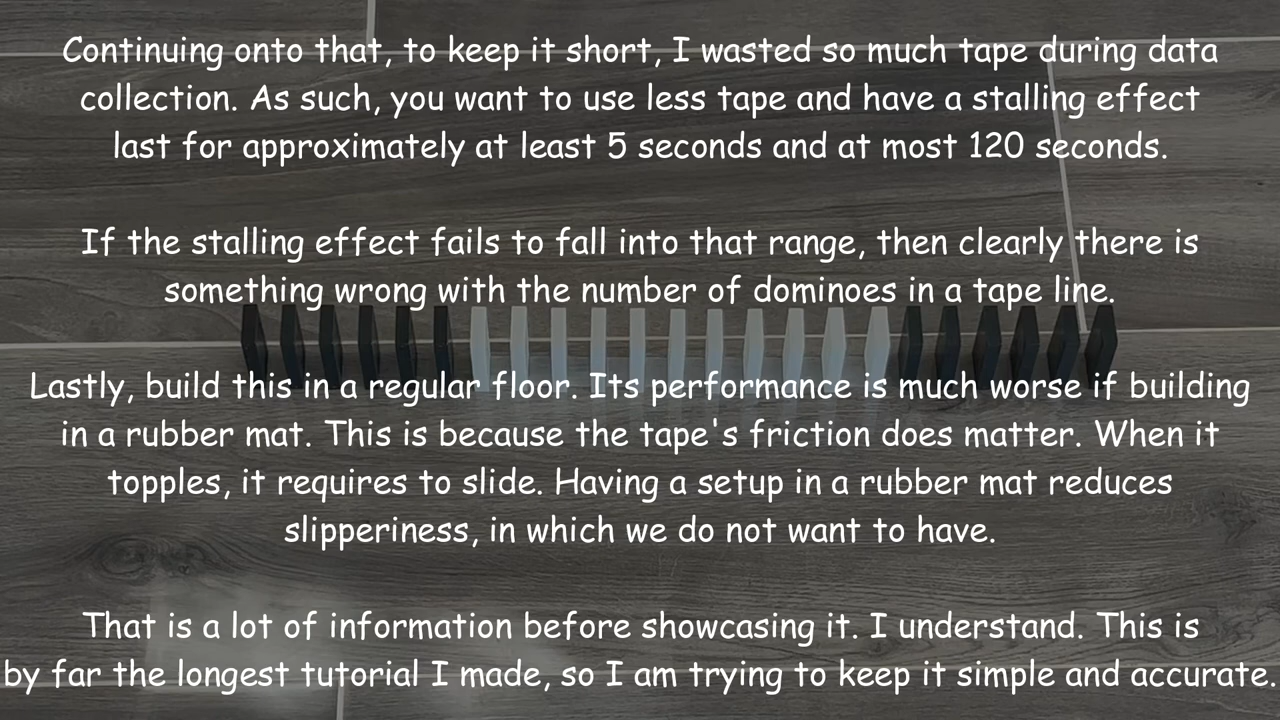 Continuing onto that, to keep it short, I wasted so much tape during data
collection. As such, you want to use less tape and have a stalling effect
last for approximately at least 5 seconds and at most 120 seconds.
If the stalling effect fails to fall into that range, then clearly there is
something wrong with the number of dominoes in a tape line.
Lastly, build this in a regular floor. Its performance is much worse if building
in a rubber mat. This is because the tape's friction does matter. When it
topples, it requires to slide. Having a setup in a rubber mat reduces
slipperiness, in which we do not want to have.
That is a lot of information before showcasing it. I understand. This is
by far the longest tutorial I made, so I am trying to keep it simple and accurate.